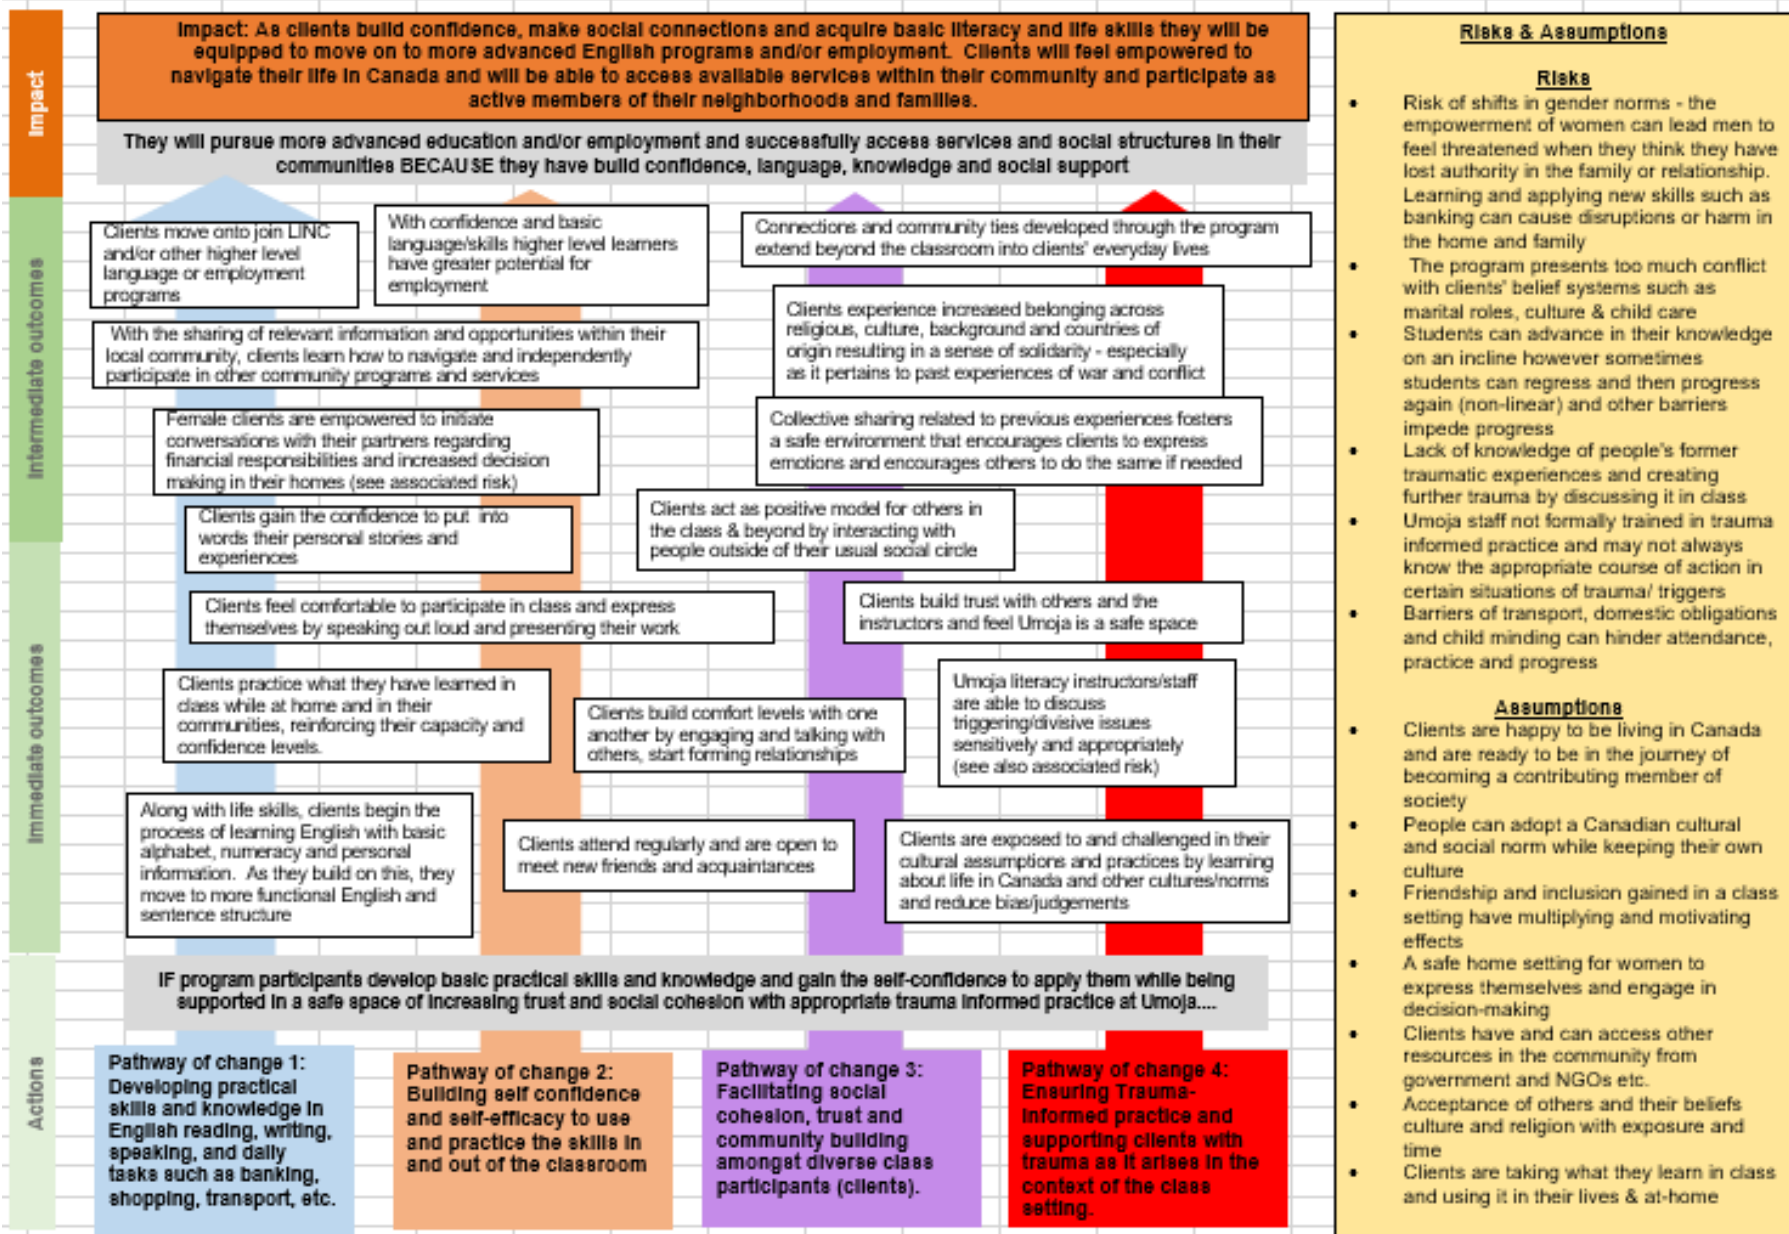 Impact
Impact: As clients build confidence, make social connections and acquire basic literacy and life skills they will be
equipped to move on to more advanced English programs and/or employment. Clients will feel empowered to
navigate their life in Canada and will be able to access available services within their community and participate as
active members of their neighborhoods and families.
They will pursue more advanced education and/or employment and successfully access services and social structures in their
communities BECAUSE they have build confidence, language, knowledge and social support
Intermediate outcomes
Clients move onto join LINC
and/or other higher level
language or employment
programs
With confidence and basic
language/skills higher level learners
have greater potential for
employment
Connections and community ties developed through the program
extend beyond the classroom into clients' everyday lives
Clients experience increased belonging across
religious, culture, background and countries of
origin resulting in a sense of solidarity - especially
as it pertains to past experiences of war and conflict
With the sharing of relevant information and opportunities within their
local community, clients learn how to navigate and independently
participate in other community programs and services
Female clients are empowered to initiate
conversations with their partners regarding
financial responsibilities and increased decision
making in their homes (see associated risk)
Collective sharing related to previous experiences fosters
a safe environment that encourages clients to express
emotions and encourages others to do the same if needed
Clients gain the confidence to put into
words their personal stories and
experiences
Clients act as positive model for others in
the class & beyond by interacting with
people outside of their usual social circle
Immediate outcomes
Clients feel comfortable to participate in class and express
themselves by speaking out loud and presenting their work
Clients build trust with others and the
instructors and feel Umoja is a safe space
Clients practice what they have learned in
class while at home and in their
communities, reinforcing their capacity and
confidence levels.
Clients build comfort levels with one
another by engaging and talking with
others, start forming relationships
Umoja literacy instructors/staff
are able to discuss
triggering/divisive issues
sensitively and appropriately
(see also associated risk)
Along with life skills, clients begin the
process of learning English with basic
alphabet, numeracy and personal
information. As they build on this, they
move to more functional English and
sentence structure
Clients attend regularly and are open to
meet new friends and acquaintances
Clients are exposed to and challenged in their
cultural assumptions and practices by learning
about life in Canada and other cultures/norms
and reduce bias/judgements
Actions
IF program participants develop basic practical skills and knowledge and gain the self-confidence to apply them while being
supported in a safe space of increasing trust and social cohesion with appropriate trauma informed practice at Umoja....
Pathway of change 1:
Developing practical
skills and knowledge in
English reading, writing,
speaking, and daily
tasks such as banking,
shopping, transport, etc.
Pathway of change 2:
Building self confidence
and self-efficacy to use
and practice the skills in
and out of the classroom
Pathway of change 3:
Facilitating social
cohesion, trust and
community building
amongst diverse class
participants (clients).
Pathway of change 4:
Ensuring Trauma-
informed practice and
supporting clients with
trauma as it arises in the
context of the class
setting.
Risks & Assumptions
Risks
• Risk of shifts in gender norms - the
empowerment of women can lead men to
feel threatened when they think they have
lost authority in the family or relationship.
Learning and applying new skills such as
banking can cause disruptions or harm in
the home and family
• The program presents too much conflict
with clients' belief systems such as
marital roles, culture & child care
• Students can advance in their knowledge
on an incline however sometimes
students can regress and then progress
again (non-linear) and other barriers
impede progress
• Lack of knowledge of people's former
traumatic experiences and creating
further trauma by discussing it in class
• Umoja staff not formally trained in trauma
informed practice and may not always
know the appropriate course of action in
certain situations of trauma/ triggers
• Barriers of transport, domestic obligations
and child minding can hinder attendance,
practice and progress
Assumptions
• Clients are happy to be living in Canada
and are ready to be in the journey of
becoming a contributing member of
society
• People can adopt a Canadian cultural
and social norm while keeping their own
culture
• Friendship and inclusion gained in a class
setting have multiplying and motivating
effects
• A safe home setting for women to
express themselves and engage in
decision-making
• Clients have and can access other
resources in the community from
government and NGOs etc.
• Acceptance of others and their beliefs
culture and religion with exposure and
time
• Clients are taking what they learn in class
and using it in their lives & at-home